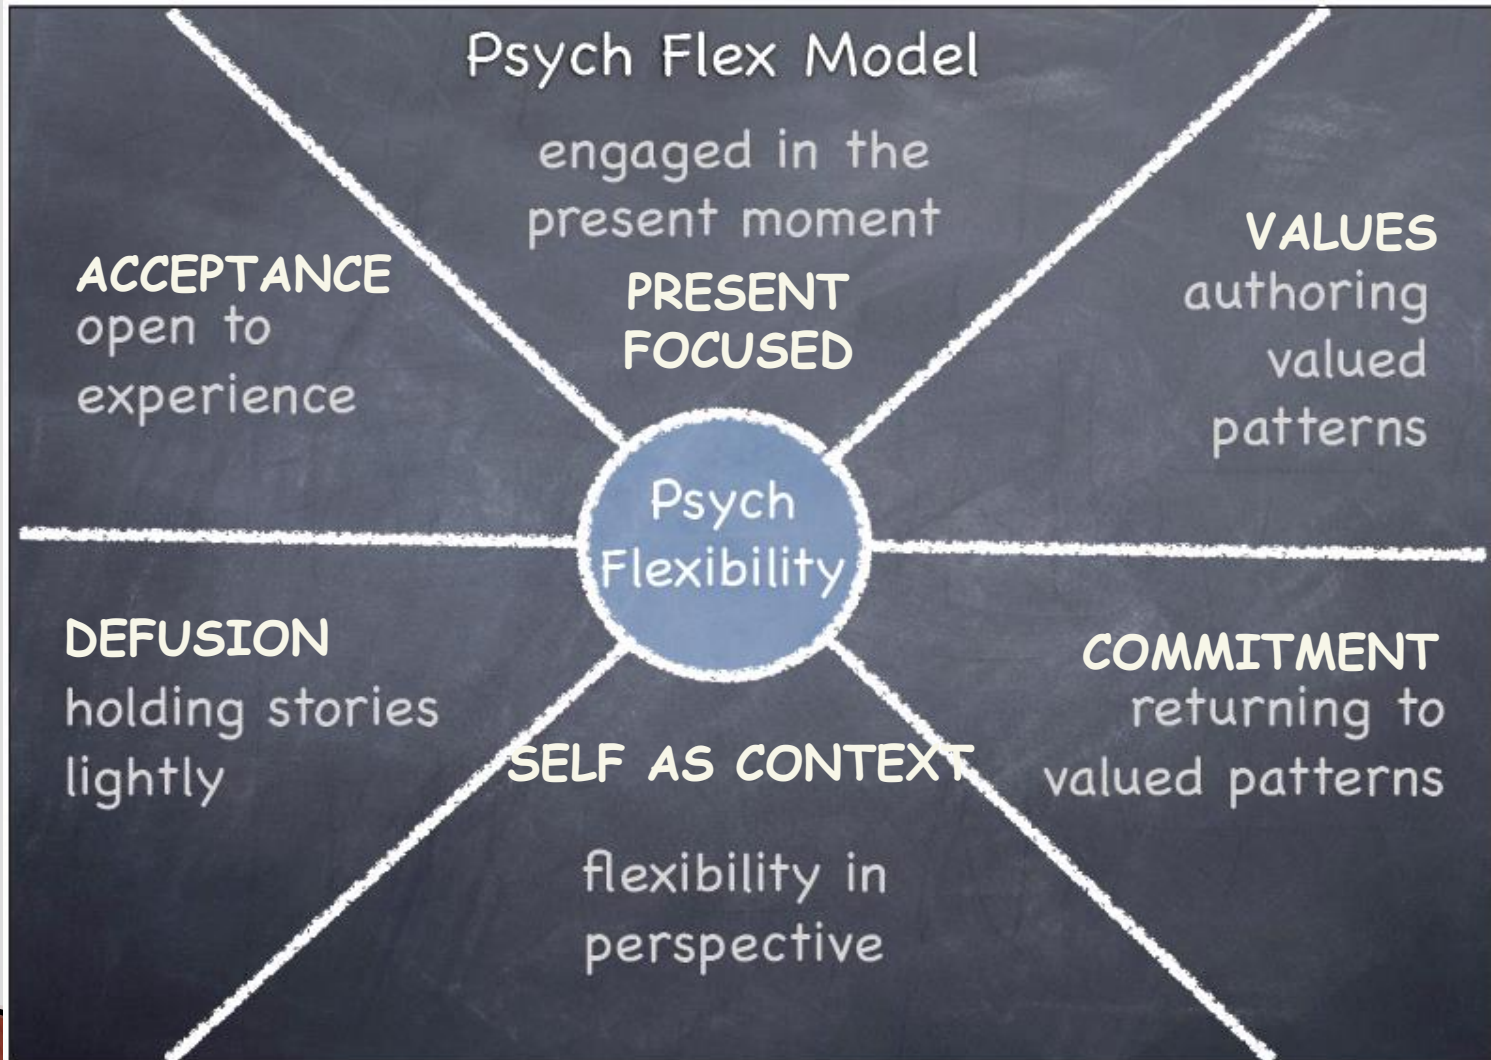 Psych Flex Model
engaged in the
present moment
PRESENT
FOCUSED
ACCEPTANCE
open to
experience
VALUES
authoring
valued
patterns
Psych
Flexibility
DEFUSION
holding stories
lightly
SELF AS CONTEXT
flexibility in
perspective
COMMITMENT
returning to
valued patterns